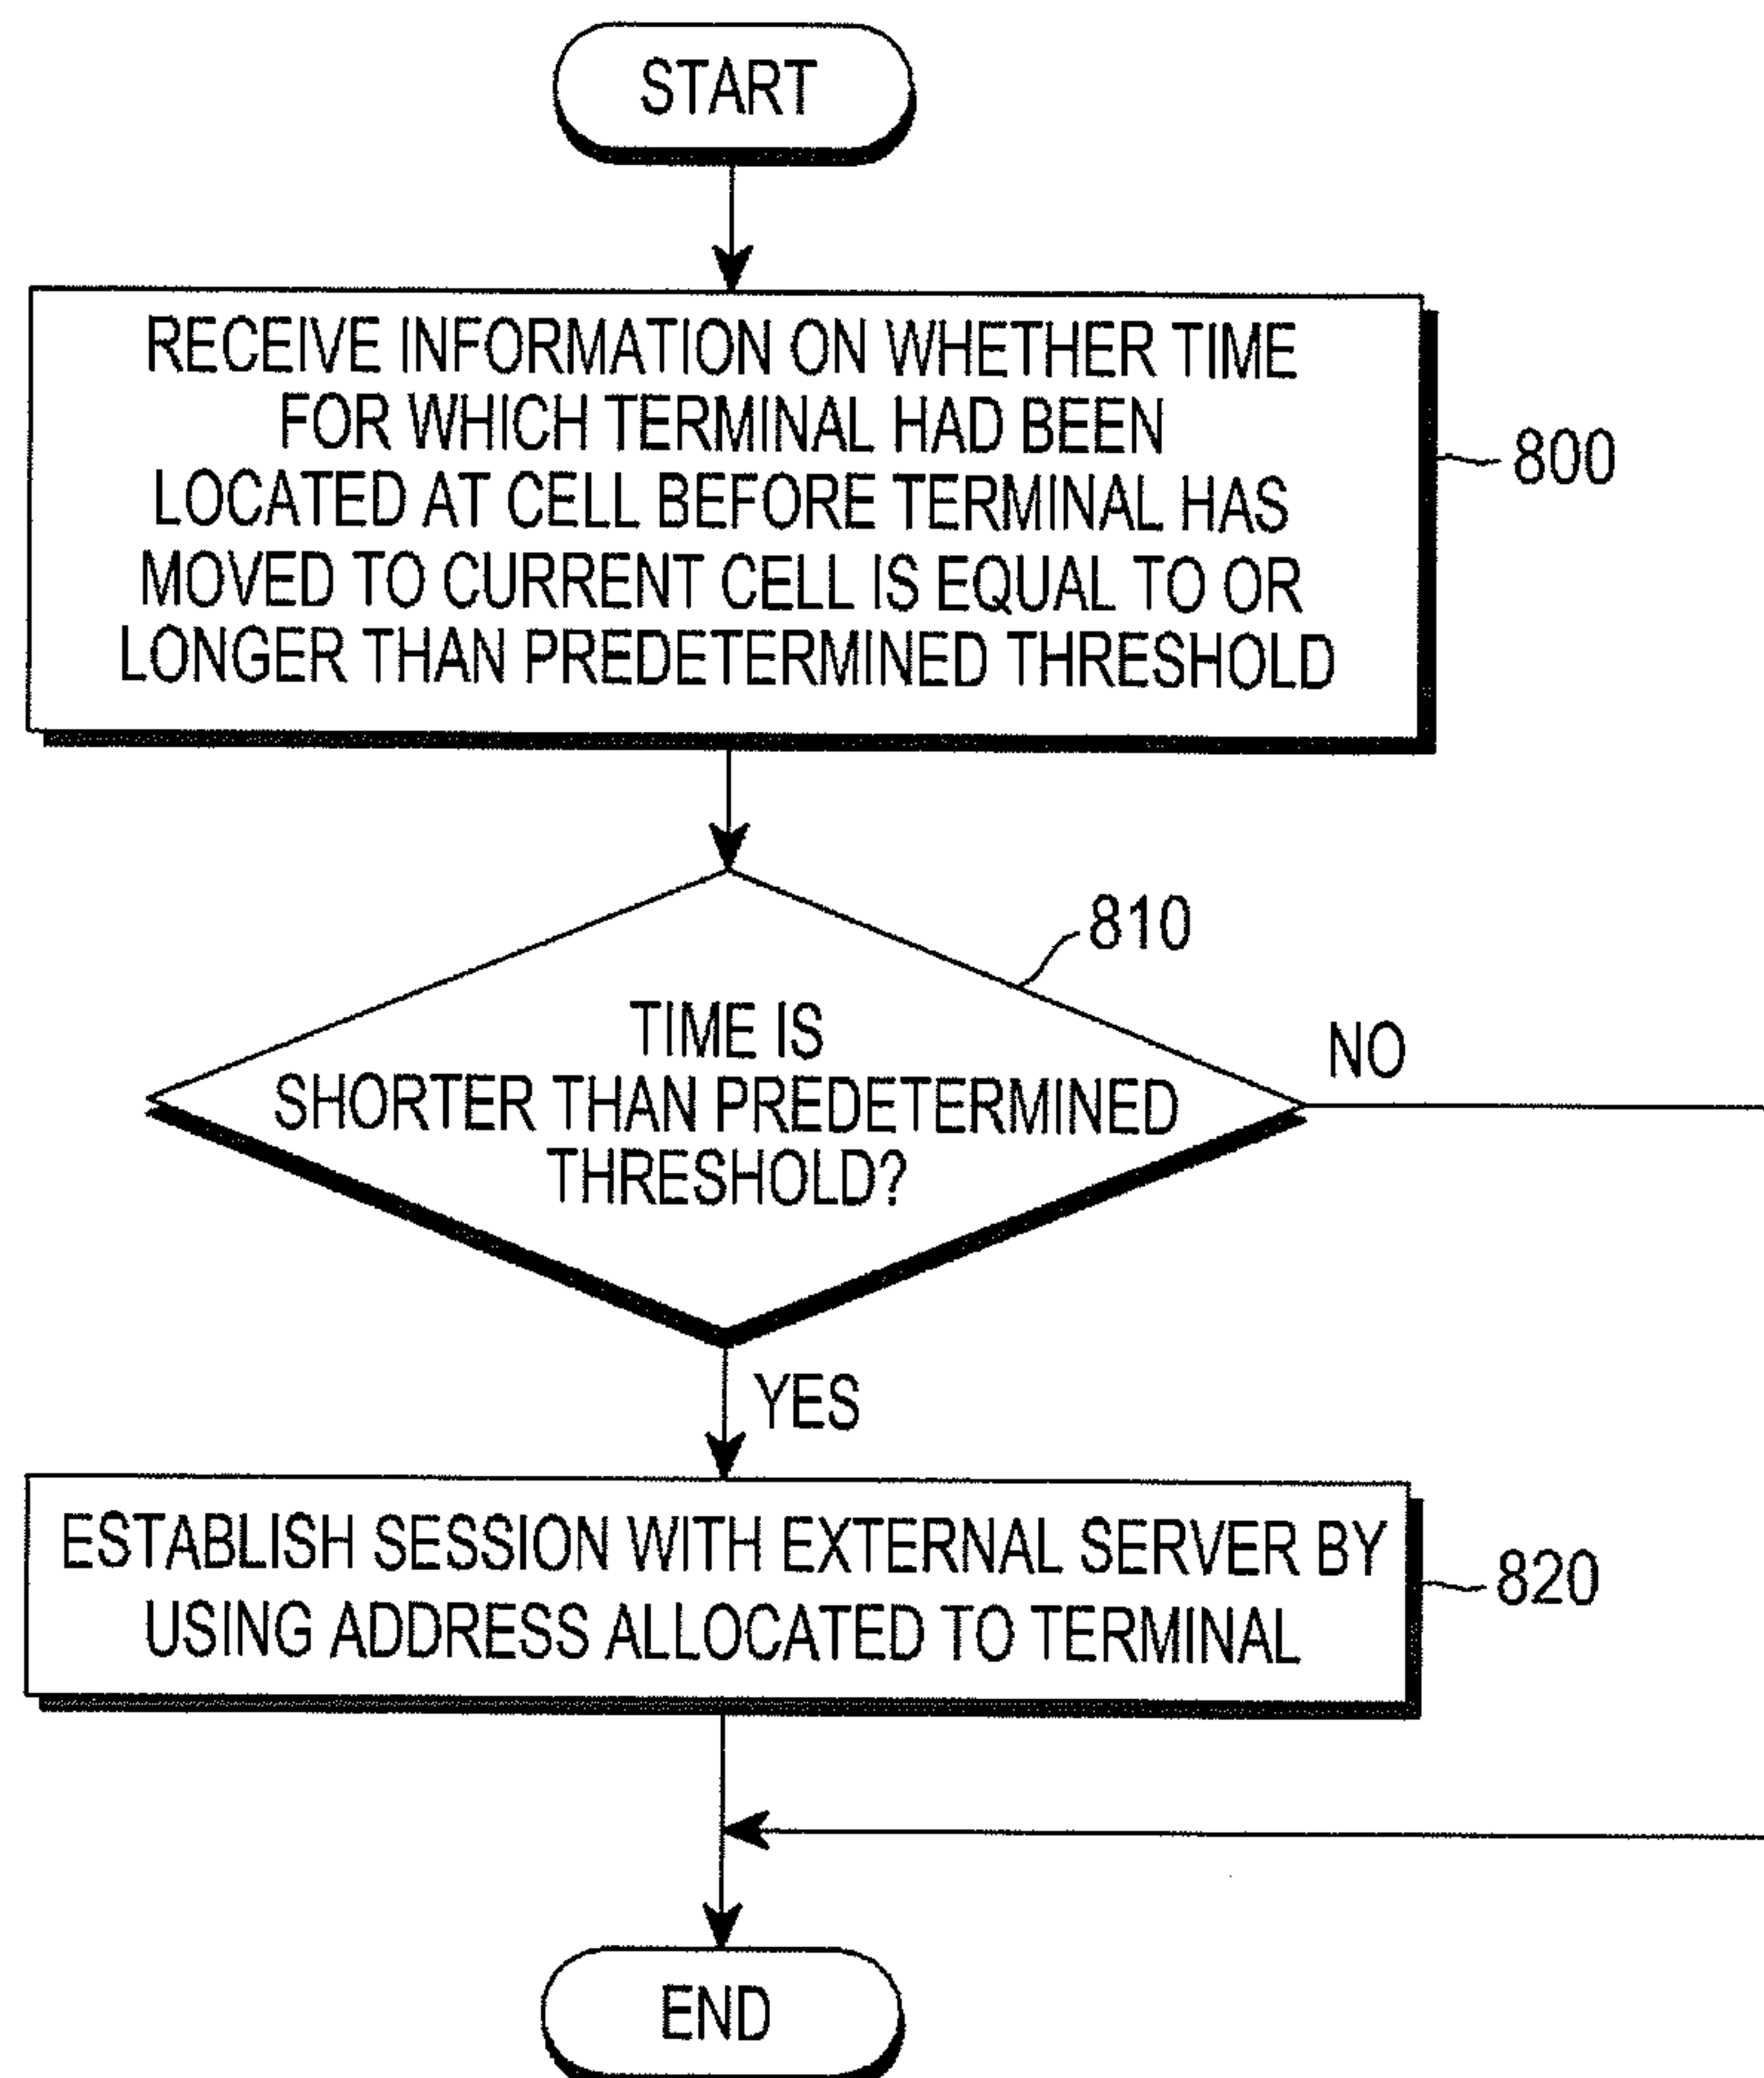 START
RECEIVE INFORMATION ON WHETHER TIME
FOR WHICH TERMINAL HAD BEEN
LOCATED AT CELL BEFORE TERMINAL HAS
MOVED TO CURRENT CELL IS EQUAL TO OR
LONGER THAN PREDETERMINED THRESHOLD
800
810
TIME IS
SHORTER THAN PREDETERMINED
THRESHOLD?
NO
YES
ESTABLISH SESSION WITH EXTERNAL SERVER BY
USING ADDRESS ALLOCATED TO TERMINAL
820
END